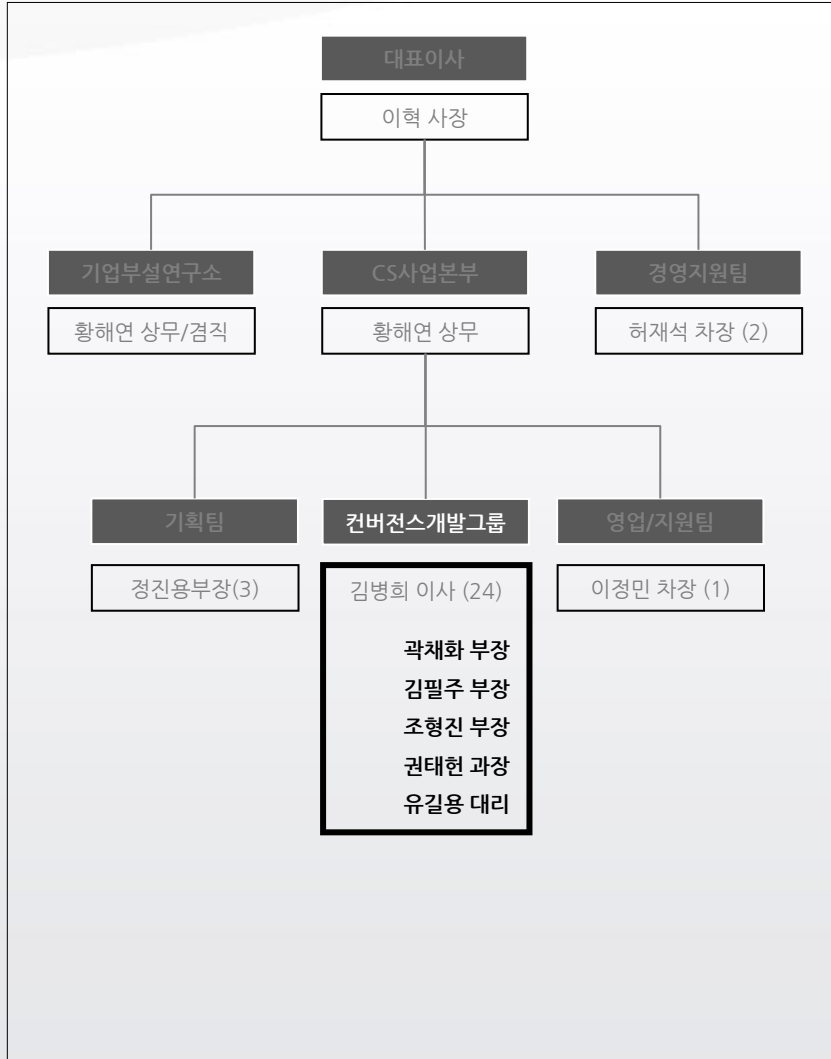 대표이사
이혁 사장
기업부설연구소
CS사업본부
경영지원팀
황해연 상무/겸직
황해연 상무
허재석 차장 (2)
기획팀
컨버전스개발그룹
영업/지원팀
정진용부장(3)
김병희 이사 (24)
이정민 차장 (1)
곽채화 부장
김필주 부장
조형진 부장
권태헌 과장
유길용 대리